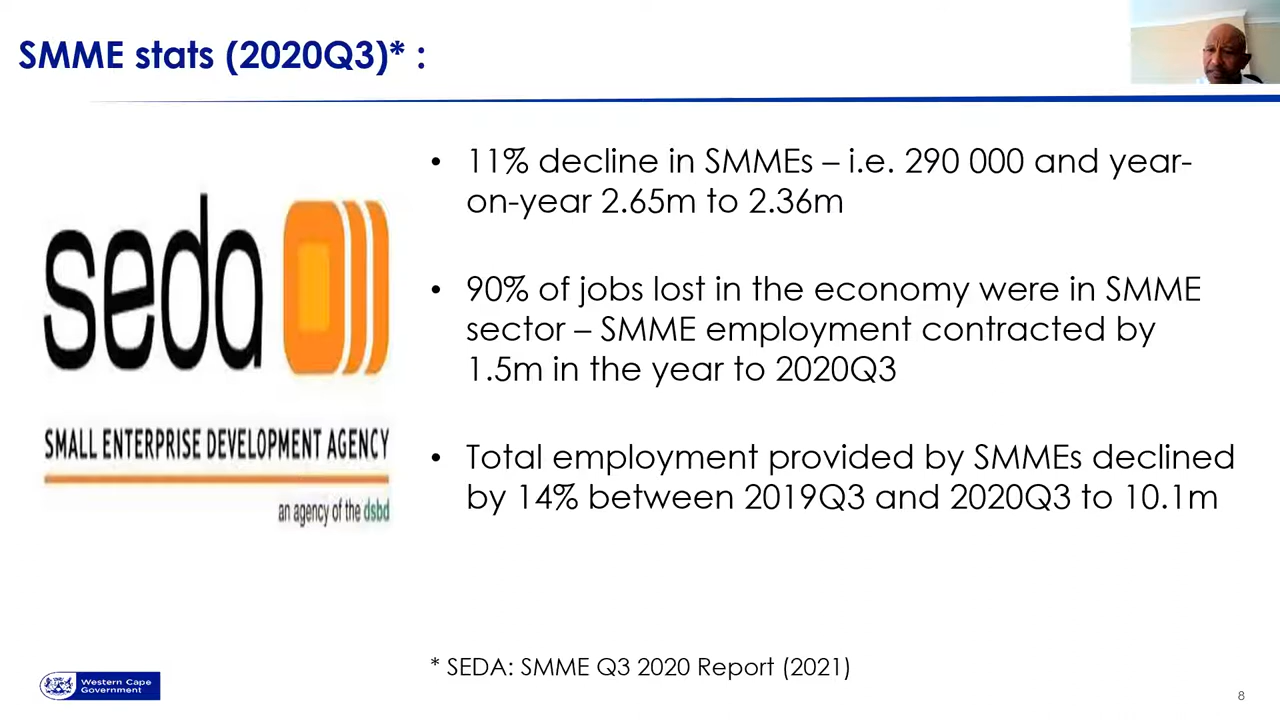 SMME stats (2020Q3)* :
• 11% decline in SMMEs – i.e. 290 000 and year-
on-year 2.65m to 2.36m
• 90% of jobs lost in the economy were in SMME
sector – SMME employment contracted by
1.5m in the year to 2020Q3
• Total employment provided by SMMEs declined
by 14% between 2019Q3 and 2020Q3 to 10.1m
seda
SMALL ENTERPRISE DEVELOPMENT AGENCY
an agency of the dsbd
* SEDA: SMME Q3 2020 Report (2021)
Western Cape
Government
8